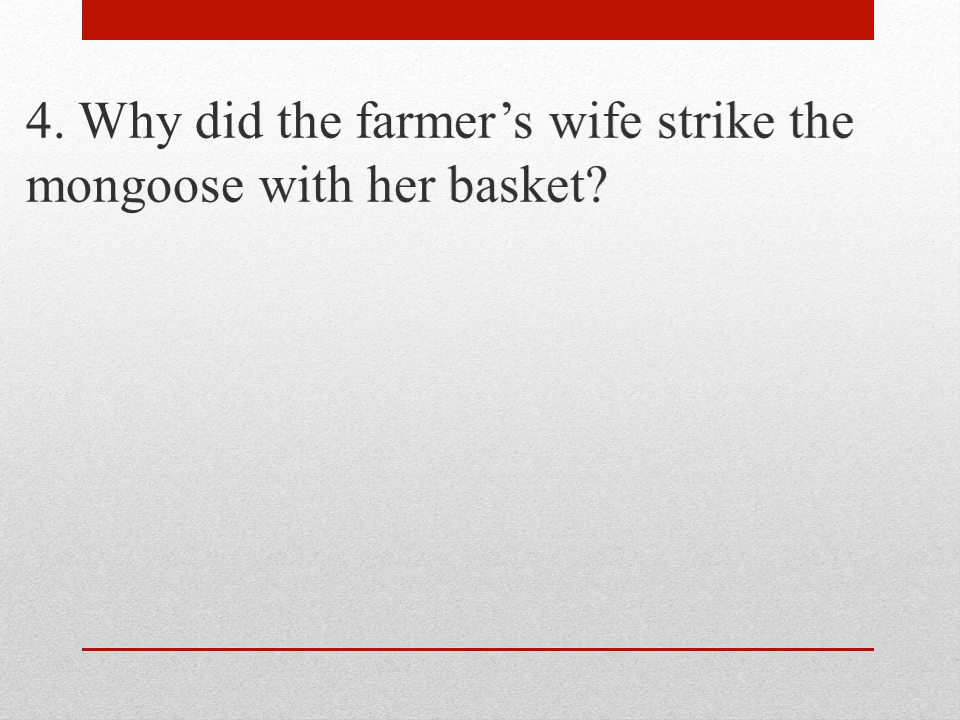 4. Why did the farmer’s wife strike the
mongoose with her basket?